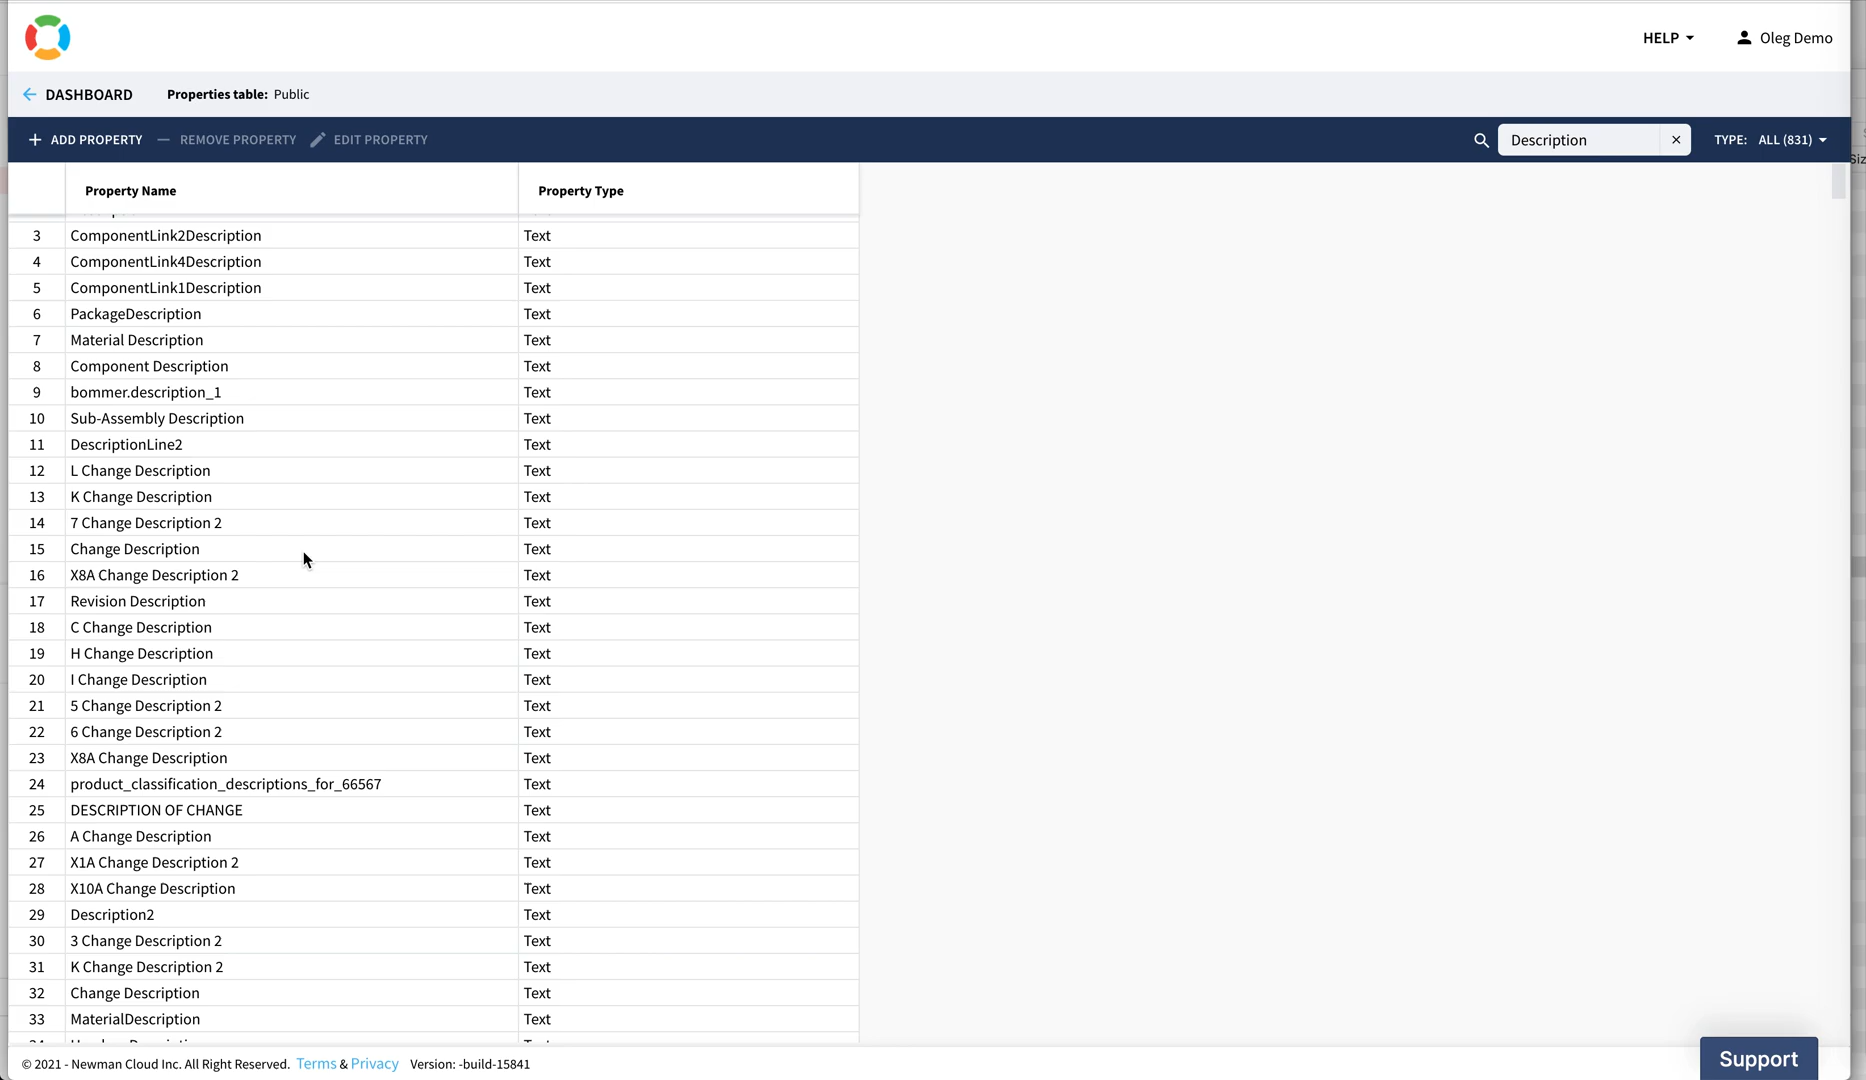 HELP
Oleg Demo
DASHBOARD Properties table: Public
ADD PROPERTY REMOVE PROPERTY EDIT PROPERTY Description TYPE: ALL (831)
Property Name Property Type
3 ComponentLink2Description Text
4 ComponentLink4Description Text
5 ComponentLink1Description Text
6 PackageDescription Text
7 Material Description Text
8 Component Description Text
9 bommer.description_1 Text
10 Sub-Assembly Description Text
11 DescriptionLine2 Text
12 L Change Description Text
13 K Change Description Text
14 7 Change Description 2 Text
15 Change Description Text
16 X8A Change Description 2 Text
17 Revision Description Text
18 C Change Description Text
19 H Change Description Text
20 I Change Description Text
21 5 Change Description 2 Text
22 6 Change Description 2 Text
23 X8A Change Description Text
24 product_classification_descriptions_for_66567 Text
25 DESCRIPTION OF CHANGE Text
26 A Change Description Text
27 X1A Change Description 2 Text
28 X10A Change Description Text
29 Description2 Text
30 3 Change Description 2 Text
31 K Change Description 2 Text
32 Change Description Text
33 MaterialDescription Text
© 2021 - Newman Cloud Inc. All Right Reserved. Terms & Privacy Version: -build-15841
Support